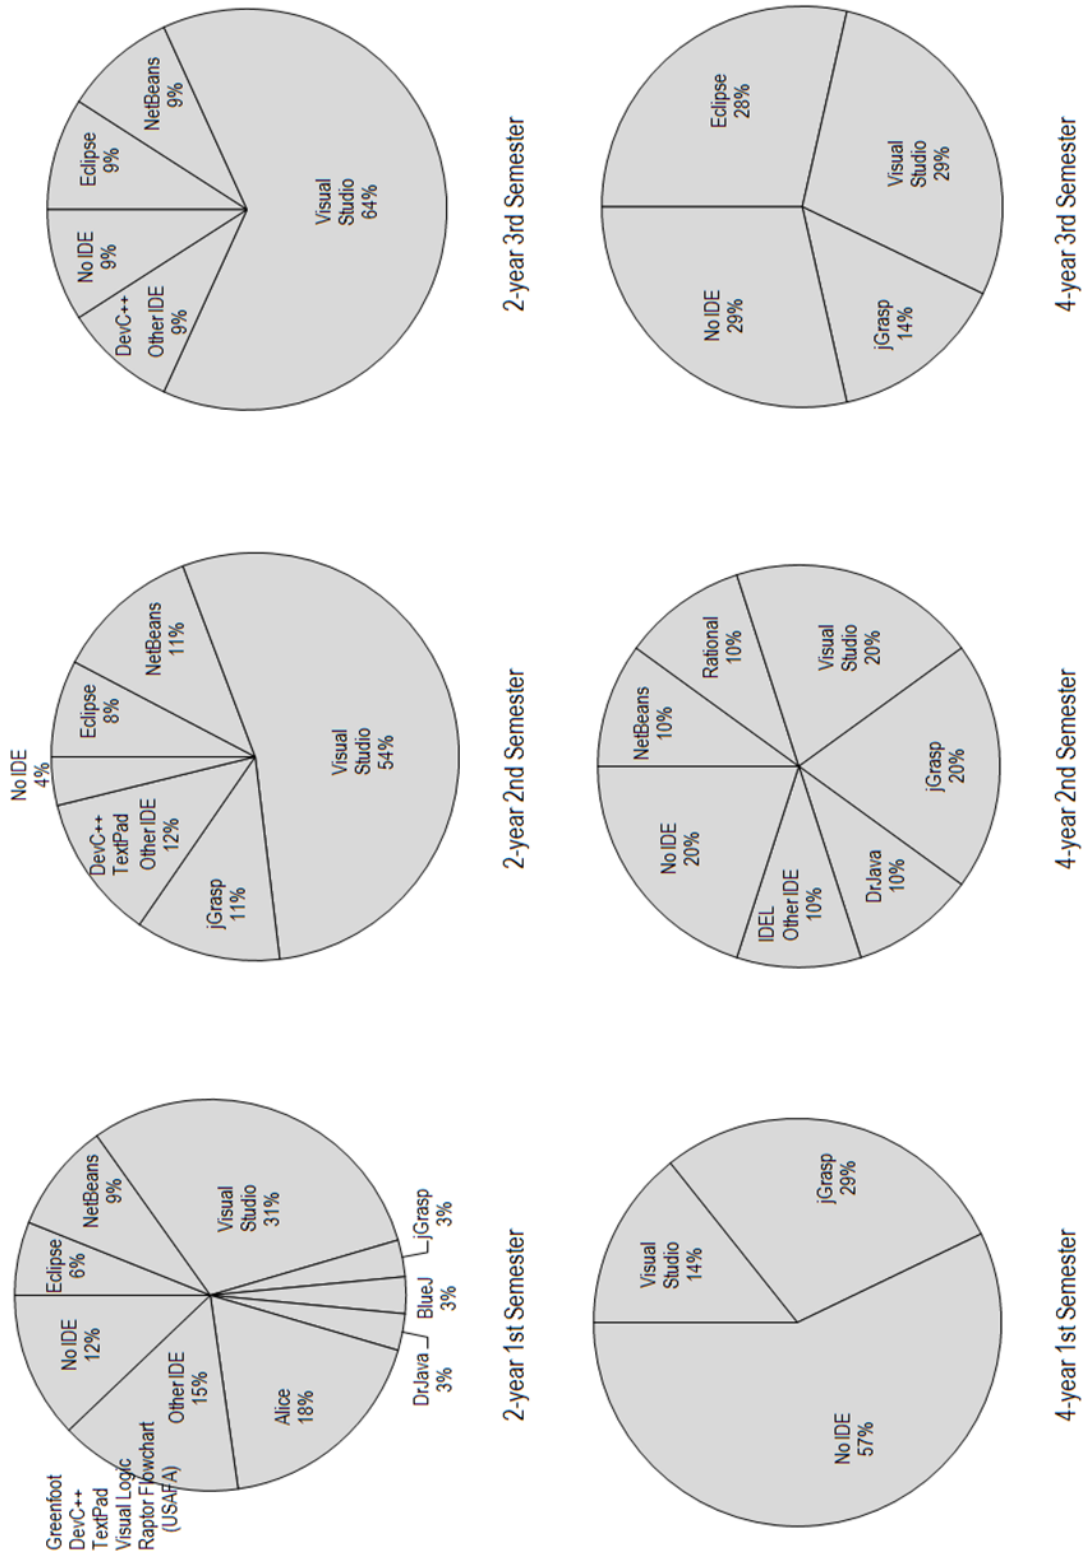 Greenfoot
DevC++
TextPad
Visual Logic
Raptor Flowchart
(USAFA)
No IDE
12%
Eclipse
6%
NetBeans
9%
Visual
Studio
31%
jGrasp
3%
BlueJ
3%
DrJava
3%
Alice
18%
Other IDE
15%
2-year 1st Semester
No IDE
4%
Eclipse
8%
NetBeans
11%
Visual
Studio
54%
jGrasp
11%
DevC++
TextPad
Other IDE
12%
2-year 2nd Semester
No IDE
9%
Eclipse
9%
NetBeans
9%
Visual
Studio
64%
DevC++
Other IDE
9%
2-year 3rd Semester
Visual
Studio
14%
jGrasp
29%
No IDE
57%
4-year 1st Semester
No IDE
20%
NetBeans
10%
Rational
10%
Visual
Studio
20%
jGrasp
20%
DrJava
10%
IDEL
Other IDE
10%
4-year 2nd Semester
No IDE
29%
Eclipse
28%
Visual
Studio
29%
jGrasp
14%
4-year 3rd Semester